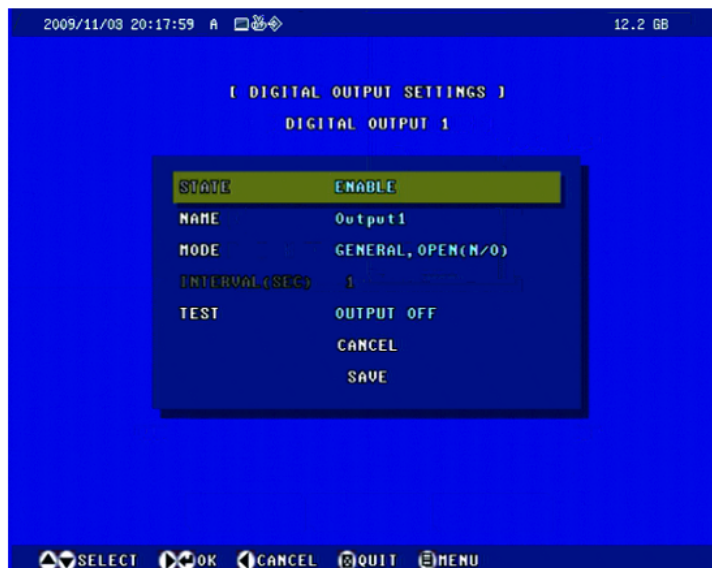 2009/11/03 20:17:59 A 12.2 GB
[ DIGITAL OUTPUT SETTINGS ]
DIGITAL OUTPUT 1
STATE ENABLE
NAME Output1
MODE GENERAL,OPEN(N/O)
INTERVAL(SEC) 1
TEST OUTPUT OFF
CANCEL
SAVE
SELECT OK CANCEL QUIT MENU